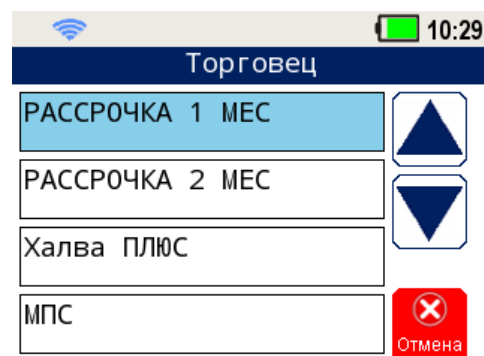 10:29
Торговец
РАССРОЧКА 1 МЕС
РАССРОЧКА 2 МЕС
Халва ПЛЮС
МПС
Отмена